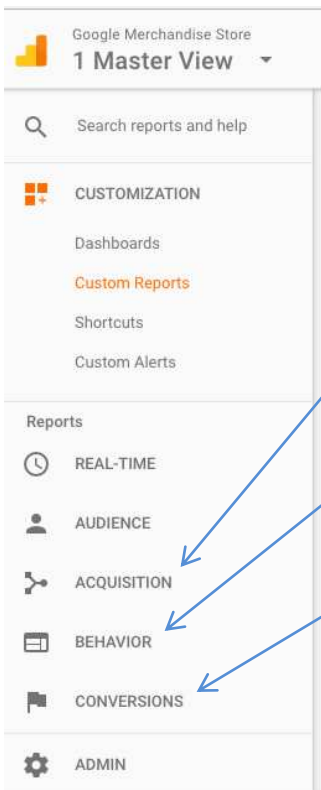 Google Merchandise Store
1 Master View
Search reports and help
CUSTOMIZATION
Dashboards
Custom Reports
Shortcuts
Custom Alerts
Reports
REAL-TIME
AUDIENCE
ACQUISITION
BEHAVIOR
CONVERSIONS
ADMIN